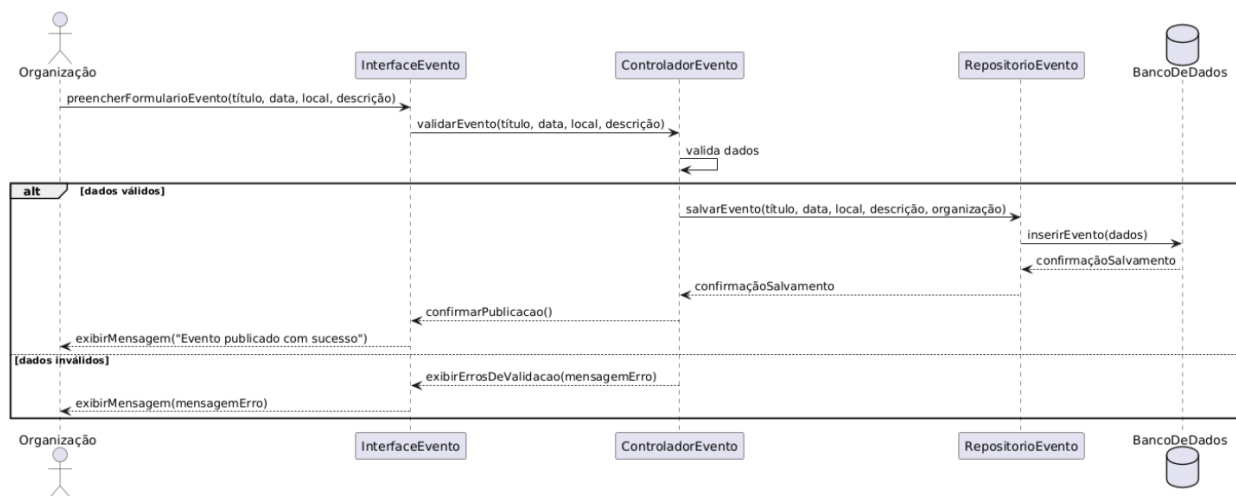 Organização
InterfaceEvento
ControladorEvento
RepositorioEvento
BancoDeDados
preencherFormularioEvento(título, data, local, descrição)
validarEvento(título, data, local, descrição)
valida dados
alt [dados válidos]
salvarEvento(título, data, local, descrição, organização)
inserirEvento(dados)
confirmaçãoSalvamento
confirmaçãoSalvamento
confirmarPublicacao()
exibirMensagem("Evento publicado com sucesso")
[dados inválidos]
exibirErrosDeValidacao(mensagemErro)
exibirMensagem(mensagemErro)
Organização
InterfaceEvento
ControladorEvento
RepositorioEvento
BancoDeDados